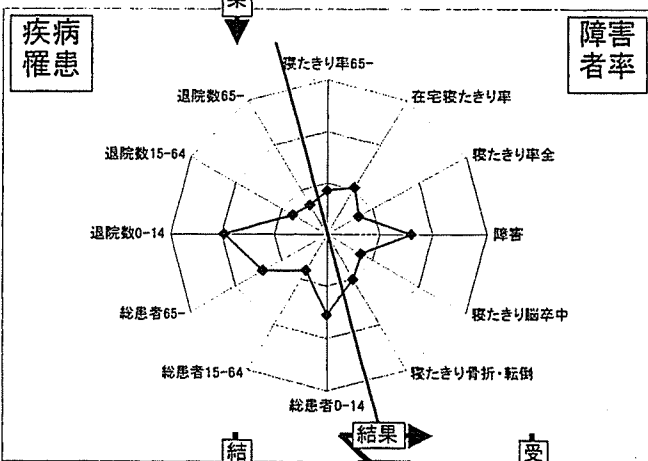 疾病
罹患
障害
者率
寝たきり率65-
在宅寝たきり率
寝たきり率全
障害
寝たきり脳卒中
寝たきり骨折・転倒
総患者0-14
総患者15-64
総患者65-
退院数0-14
退院数15-64
退院数65-
結果
結
受